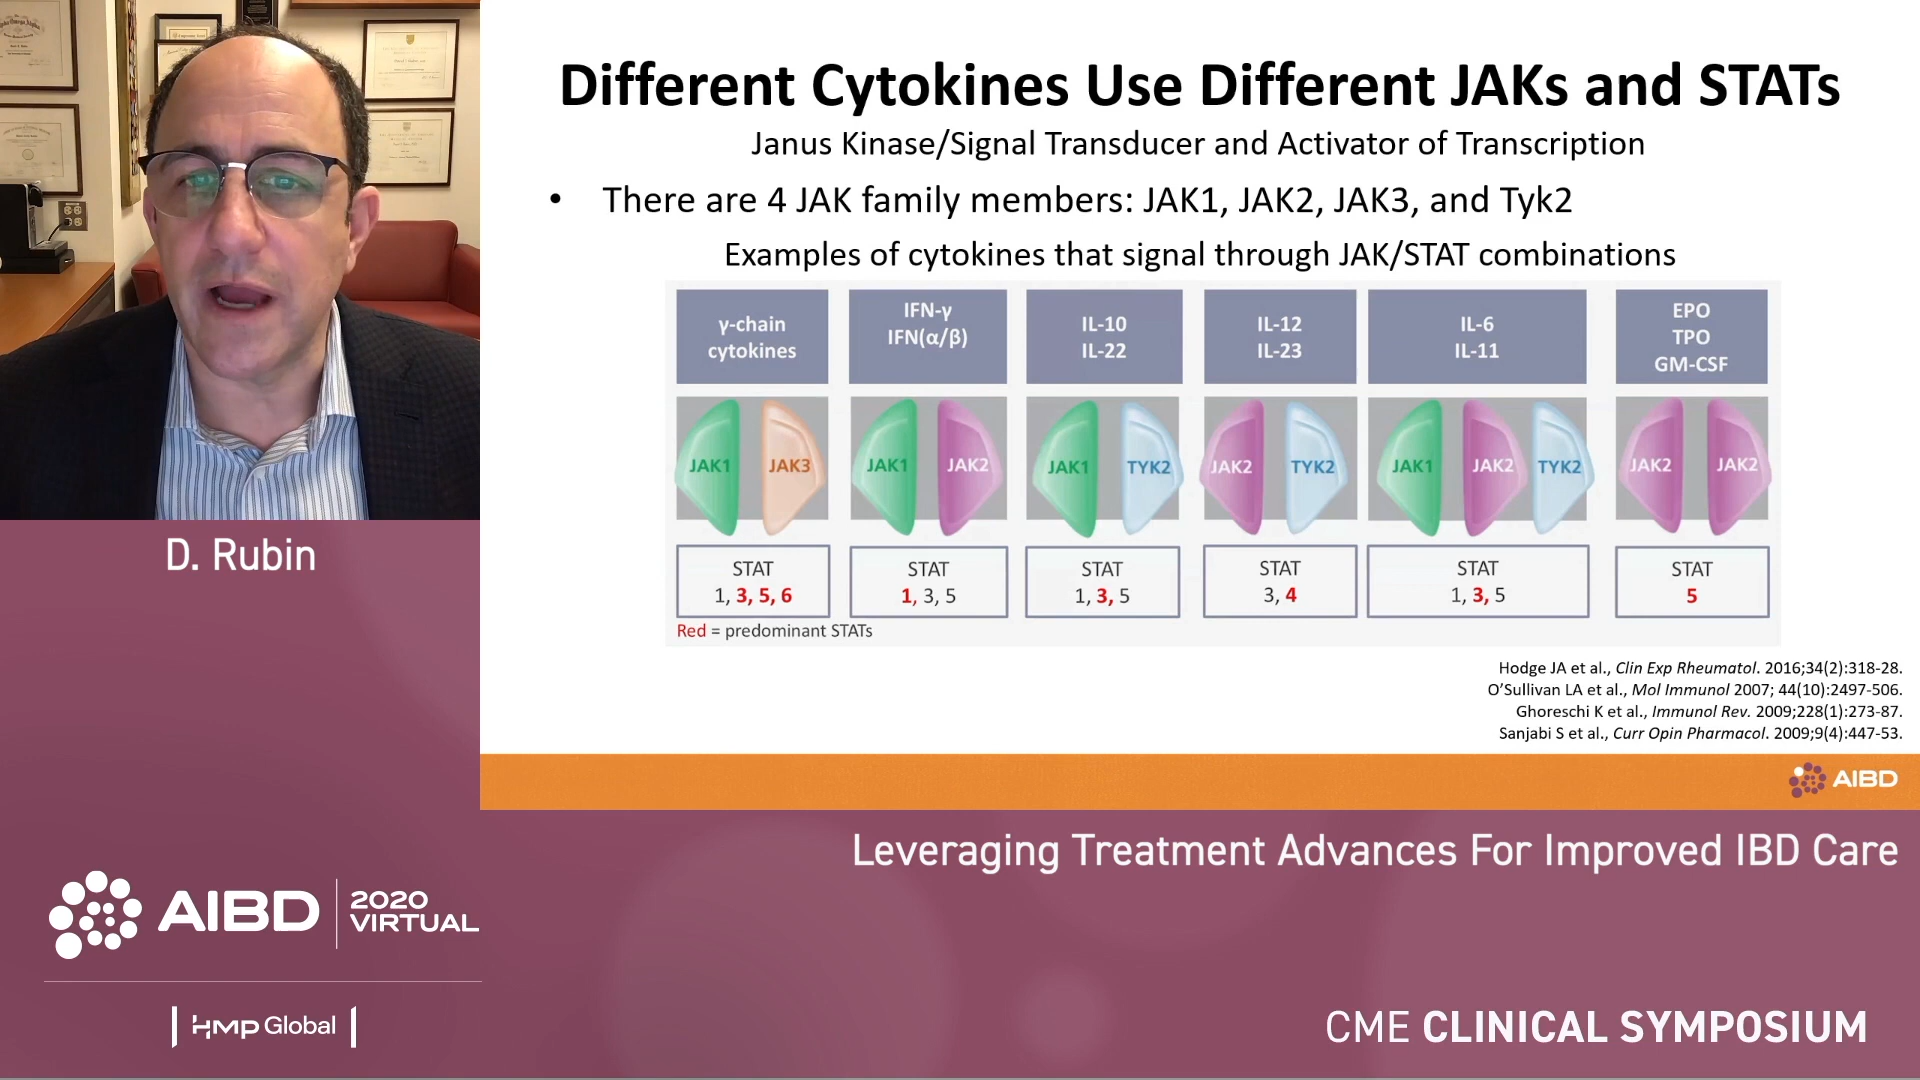 Different Cytokines Use Different JAKs and STATs
Janus Kinase/Signal Transducer and Activator of Transcription
• There are 4 JAK family members: JAK1, JAK2, JAK3, and Tyk2
Examples of cytokines that signal through JAK/STAT combinations
γ-chain
cytokines
IFN-γ
IFN(α/β)
IL-10
IL-22
IL-12
IL-23
IL-6
IL-11
EPO
TPO
GM-CSF
JAK1 JAK3
JAK1 JAK2
JAK1 TYK2
JAK2 TYK2
JAK1 JAK2 TYK2
JAK2 JAK2
STAT
1, 3, 5, 6
STAT
1, 3, 5
STAT
1, 3, 5
STAT
3, 4
STAT
1, 3, 5
STAT
5
Red = predominant STATs
Hodge JA et al., Clin Exp Rheumatol. 2016;34(2):318-28.
O’Sullivan LA et al., Mol Immunol 2007; 44(10):2497-506.
Ghoreschi K et al., Immunol Rev. 2009;228(1):273-87.
Sanjabi S et al., Curr Opin Pharmacol. 2009;9(4):447-53.
AIBD
D. Rubin
Leveraging Treatment Advances For Improved IBD Care
AIBD 2020
VIRTUAL
HMP Global
CME CLINICAL SYMPOSIUM